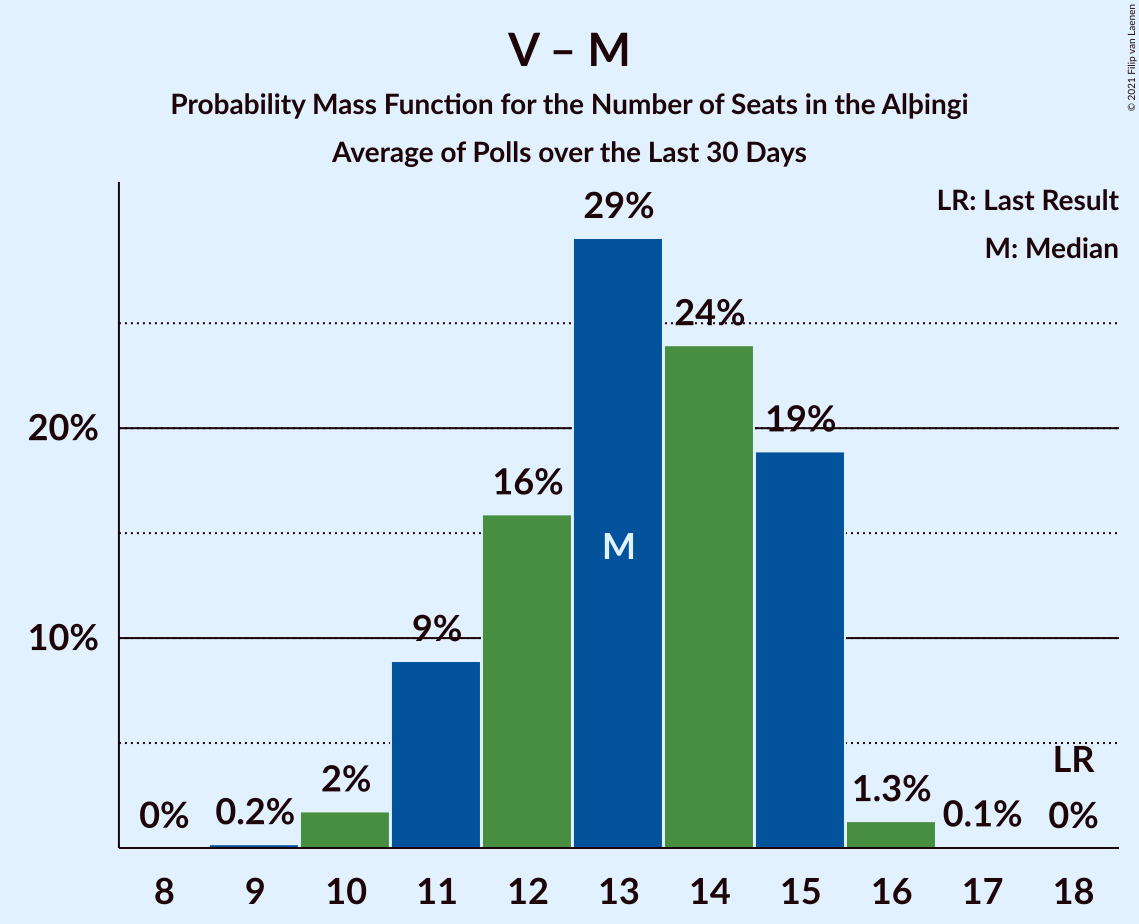 © 2021 Filip van Laenen
V – M
Probability Mass Function for the Number of Seats in the Alþingi
Average of Polls over the Last 30 Days
LR: Last Result
M: Median
29%
24%
20%
19%
16%
M
10%
9%
LR
2%
1.3%
0%
0.2%
0.1%
0%
8 9 10 11 12 13 14 15 16 17 18